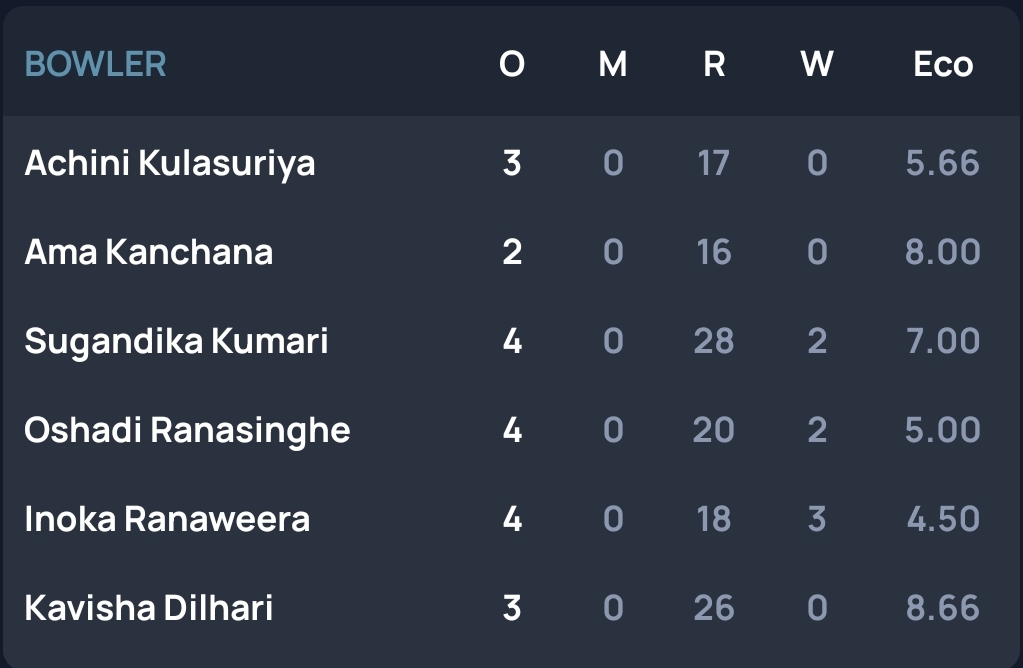 BOWLER O M R W Eco
Achini Kulasuriya 3 0 17 0 5.66
Ama Kanchana 2 0 16 0 8.00
Sugandika Kumari 4 0 28 2 7.00
Oshadi Ranasinghe 4 0 20 2 5.00
Inoka Ranaweera 4 0 18 3 4.50
Kavisha Dilhari 3 0 26 0 8.66